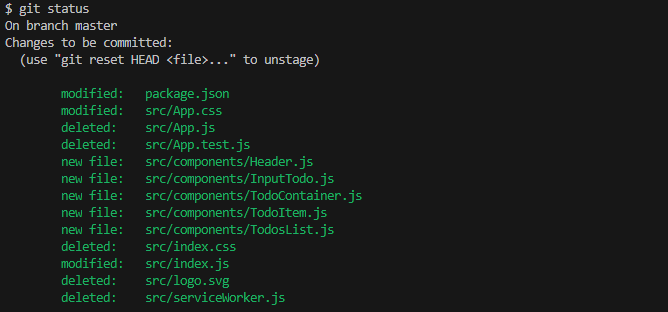 $ git status
On branch master
Changes to be committed:
  (use "git reset HEAD <file>..." to unstage)

        modified:   package.json
        modified:   src/App.css
        deleted:    src/App.js
        deleted:    src/App.test.js
        new file:   src/components/Header.js
        new file:   src/components/InputTodo.js
        new file:   src/components/TodoContainer.js
        new file:   src/components/TodoItem.js
        new file:   src/components/TodosList.js
        deleted:    src/index.css
        modified:   src/index.js
        deleted:    src/logo.svg
        deleted:    src/serviceWorker.js